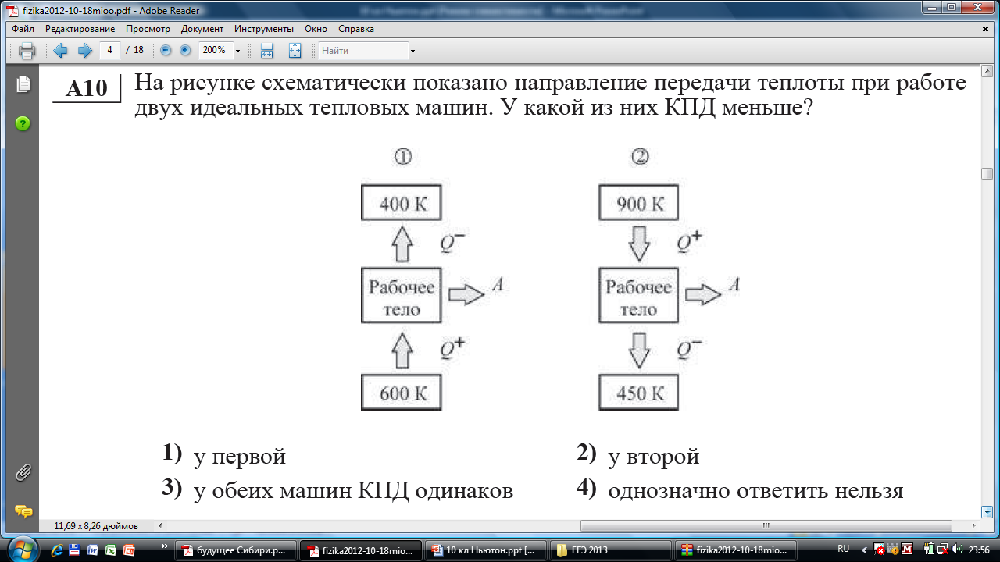 fizika2012-10-18mioo.pdf - Adobe Reader
Файл Редактирование Просмотр Документ Инструменты Окно Справка
4 / 18 200% Найти
А10 На рисунке схематически показано направление передачи теплоты при работе
двух идеальных тепловых машин. У какой из них КПД меньше?
① ②
400 К 900 К
Q− Q+
Рабочее тело A Рабочее тело A
Q+ Q−
600 К 450 К
1) у первой 2) у второй
3) у обеих машин КПД одинаков 4) однозначно ответить нельзя
11,69 x 8,26 дюймов
будущее Сибири.p... fizika2012-10-18mio... 10 кл Ньютон.ppt [... ЕГЭ 2013 fizika2012-10-18mio... RU 23:56